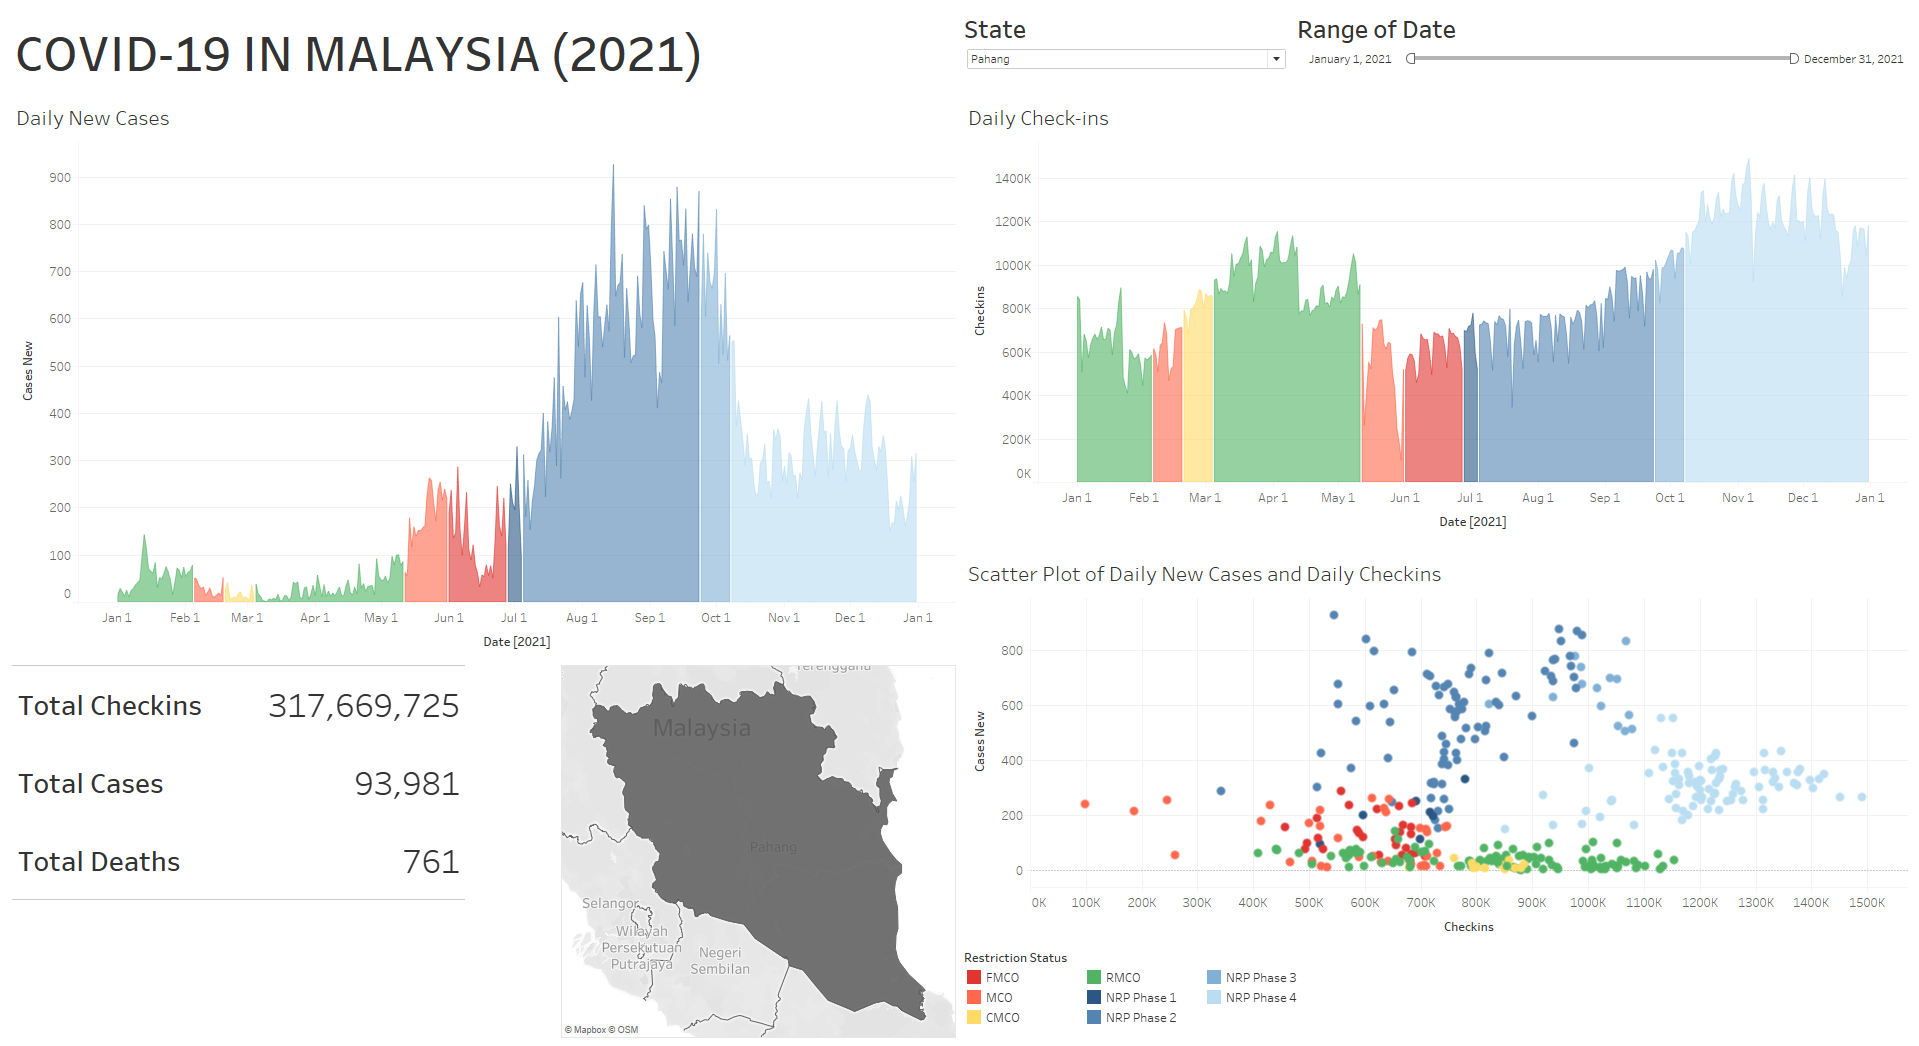 COVID-19 IN MALAYSIA (2021)
State
Pahang
Range of Date
January 1, 2021
December 31, 2021
Daily New Cases
900
800
700
600
500
400
300
200
100
0
Cases New
Jan 1 Feb 1 Mar 1 Apr 1 May 1 Jun 1 Jul 1 Aug 1 Sep 1 Oct 1 Nov 1 Dec 1 Jan 1
Date [2021]
Daily Check-ins
1400K
1200K
1000K
800K
600K
400K
200K
0K
Checkins
Jan 1 Feb 1 Mar 1 Apr 1 May 1 Jun 1 Jul 1 Aug 1 Sep 1 Oct 1 Nov 1 Dec 1 Jan 1
Date [2021]
Total Checkins 317,669,725
Total Cases 93,981
Total Deaths 761
Terengganu
Malaysia
Pahang
Selangor
Wilayah
Persekutuan
Putrajaya
Negeri
Sembilan
© Mapbox © OSM
Scatter Plot of Daily New Cases and Daily Checkins
800
600
400
200
0
Cases New
0K 100K 200K 300K 400K 500K 600K 700K 800K 900K 1000K 1100K 1200K 1300K 1400K 1500K
Checkins
Restriction Status
FMCO
MCO
CMCO
RMCO
NRP Phase 1
NRP Phase 2
NRP Phase 3
NRP Phase 4